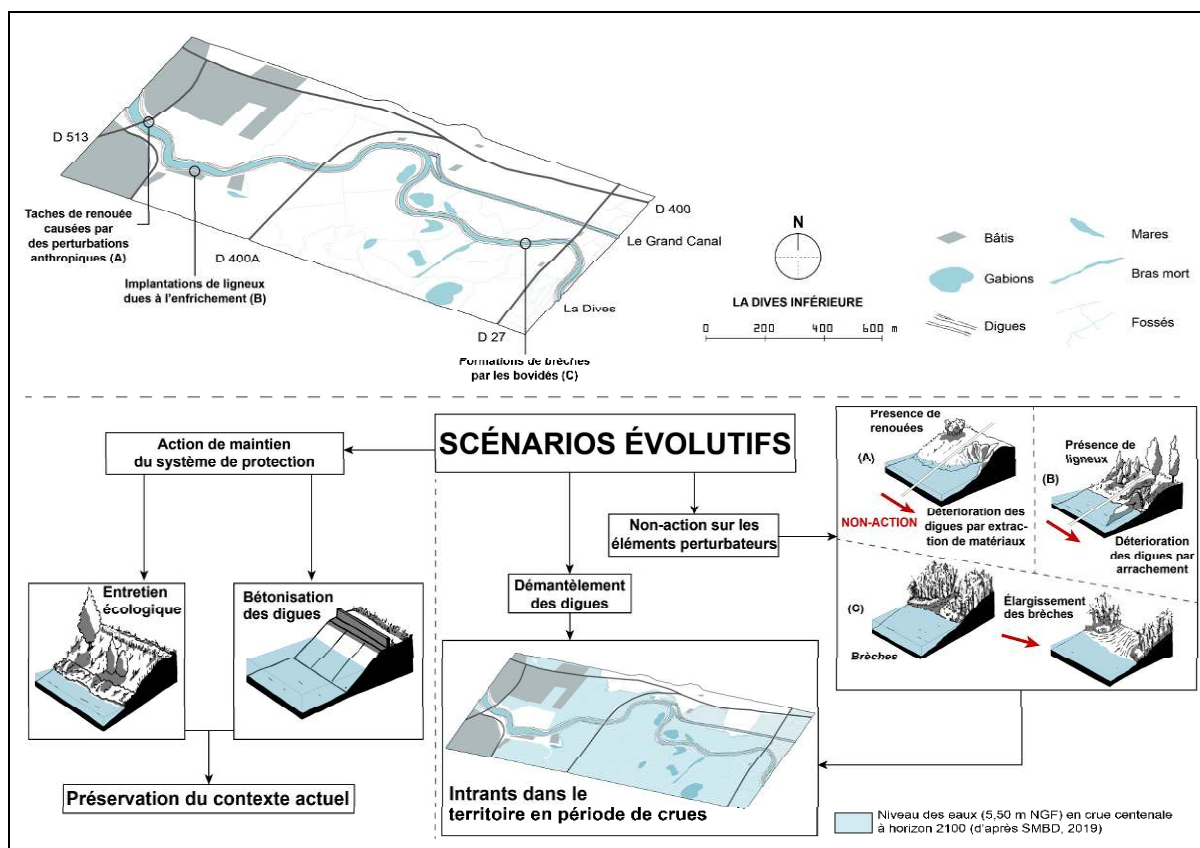 D 513
Taches de renouée
causées par
des perturbations
anthropiques (A)
D 400A
Implantations de ligneux
dues à l'enfrichement (B)
D 400
Le Grand Canal
La Dives
D 27
Formations de brèches
par les bovidés (C)
N
LA DIVES INFÉRIEURE
0 200 400 600 m
Bâtis
Gabions
Digues
Mares
Bras mort
Fossés
SCÉNARIOS ÉVOLUTIFS
Action de maintien
du système de protection
Entretien
écologique
Bétonisation
des digues
Préservation du contexte actuel
Démantèlement
des digues
Non-action sur les
éléments perturbateurs
Présence de
renouées
(A)
NON-ACTION
Déterioration des
digues par extrac-
tion de matériaux
Présence de
ligneux
(B)
Déterioration
des digues par
arrachement
(C)
Brèches
Élargissement
des brèches
Intrants dans le
territoire en période de crues
Niveau des eaux (5,50 m NGF) en crue centenale
à horizon 2100 (d'après SMBD, 2019)